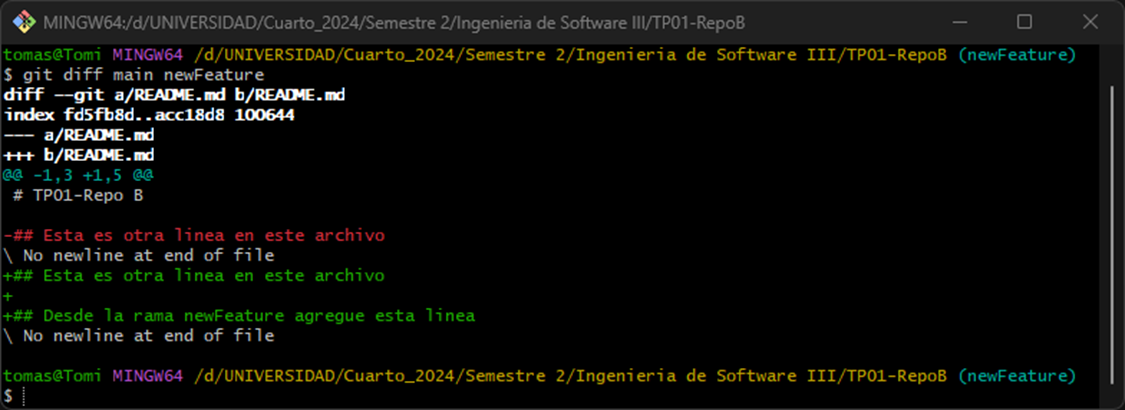 MINGW64:/d/UNIVERSIDAD/Cuarto_2024/Semestre 2/Ingenieria de Software III/TP01-RepoB
tomas@Tomi MINGW64 /d/UNIVERSIDAD/Cuarto_2024/Semestre 2/Ingenieria de Software III/TP01-RepoB (newFeature)
$ git diff main newFeature
diff --git a/README.md b/README.md
index fd5fb8d..acc18d8 100644
--- a/README.md
+++ b/README.md
@@ -1,3 +1,5 @@
 # TP01-Repo B

-## Esta es otra linea en este archivo
\ No newline at end of file
+## Esta es otra linea en este archivo
+
+## Desde la rama newFeature agregue esta linea
\ No newline at end of file

tomas@Tomi MINGW64 /d/UNIVERSIDAD/Cuarto_2024/Semestre 2/Ingenieria de Software III/TP01-RepoB (newFeature)
$